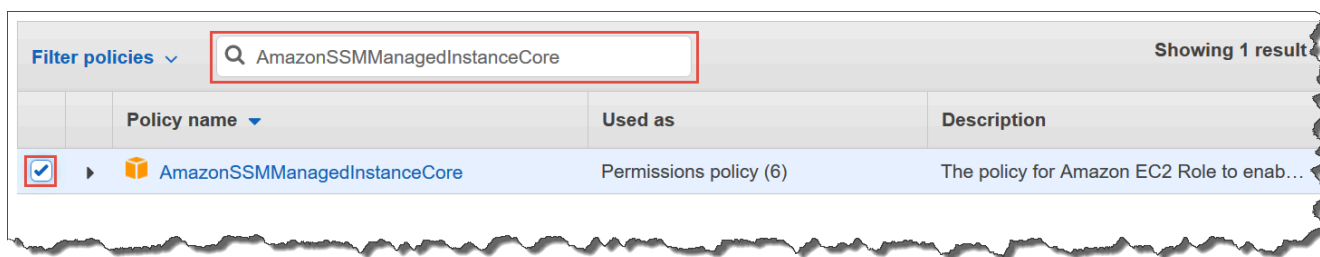 Filter policies AmazonSSMManagedInstanceCore Showing 1 result
Policy name Used as Description
AmazonSSMManagedInstanceCore Permissions policy (6) The policy for Amazon EC2 Role to enab...